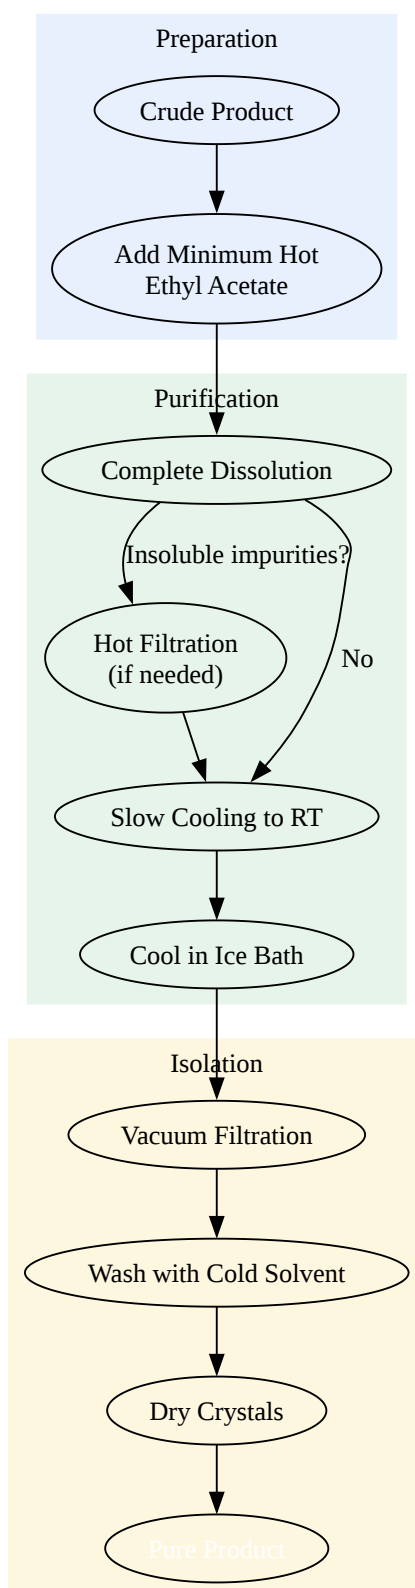 Preparation
Crude Product
Add Minimum Hot
Ethyl Acetate
Purification
Complete Dissolution
Insoluble impurities?
Hot Filtration
(if needed)
No
Slow Cooling to RT
Cool in Ice Bath
Isolation
Vacuum Filtration
Wash with Cold Solvent
Dry Crystals
Pure Product